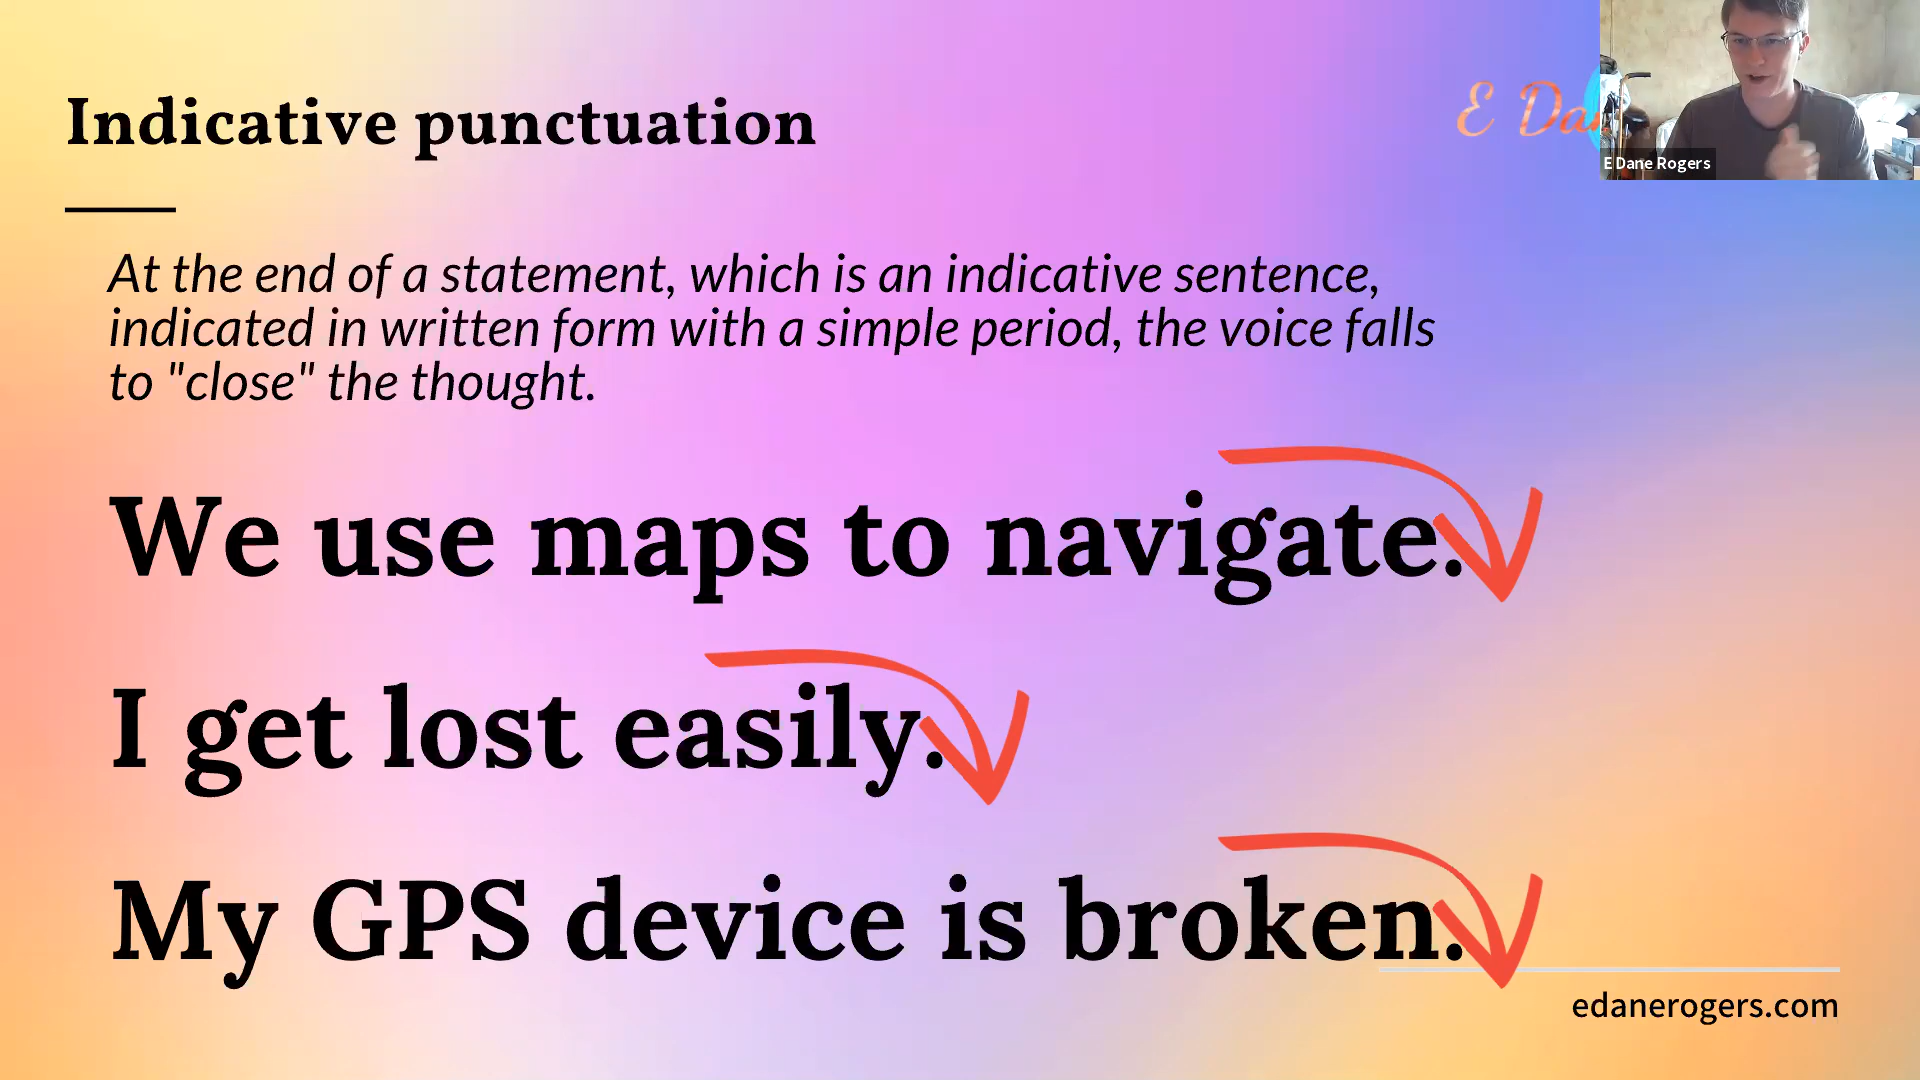 Indicative punctuation
E
E Dane Rogers
At the end of a statement, which is an indicative sentence,
indicated in written form with a simple period, the voice falls
to "close" the thought.
We use maps to navigate.
I get lost easily.
My GPS device is broken.
edanerogers.com